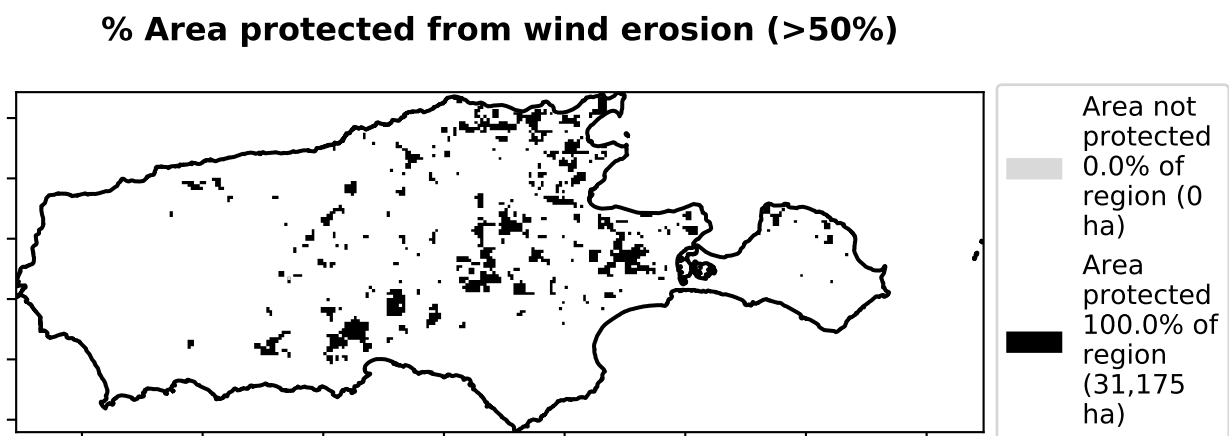 % Area protected from wind erosion (>50%)
Area not
protected
0.0% of
region (0
ha)
Area
protected
100.0% of
region
(31,175
ha)